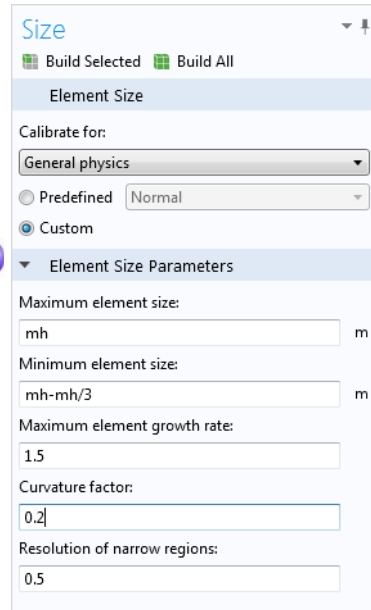 Size
Build Selected Build All
Element Size
Calibrate for:
General physics
Predefined Normal
Custom
Element Size Parameters
Maximum element size:
mh m
Minimum element size:
mh-mh/3 m
Maximum element growth rate:
1.5
Curvature factor:
0.2
Resolution of narrow regions:
0.5